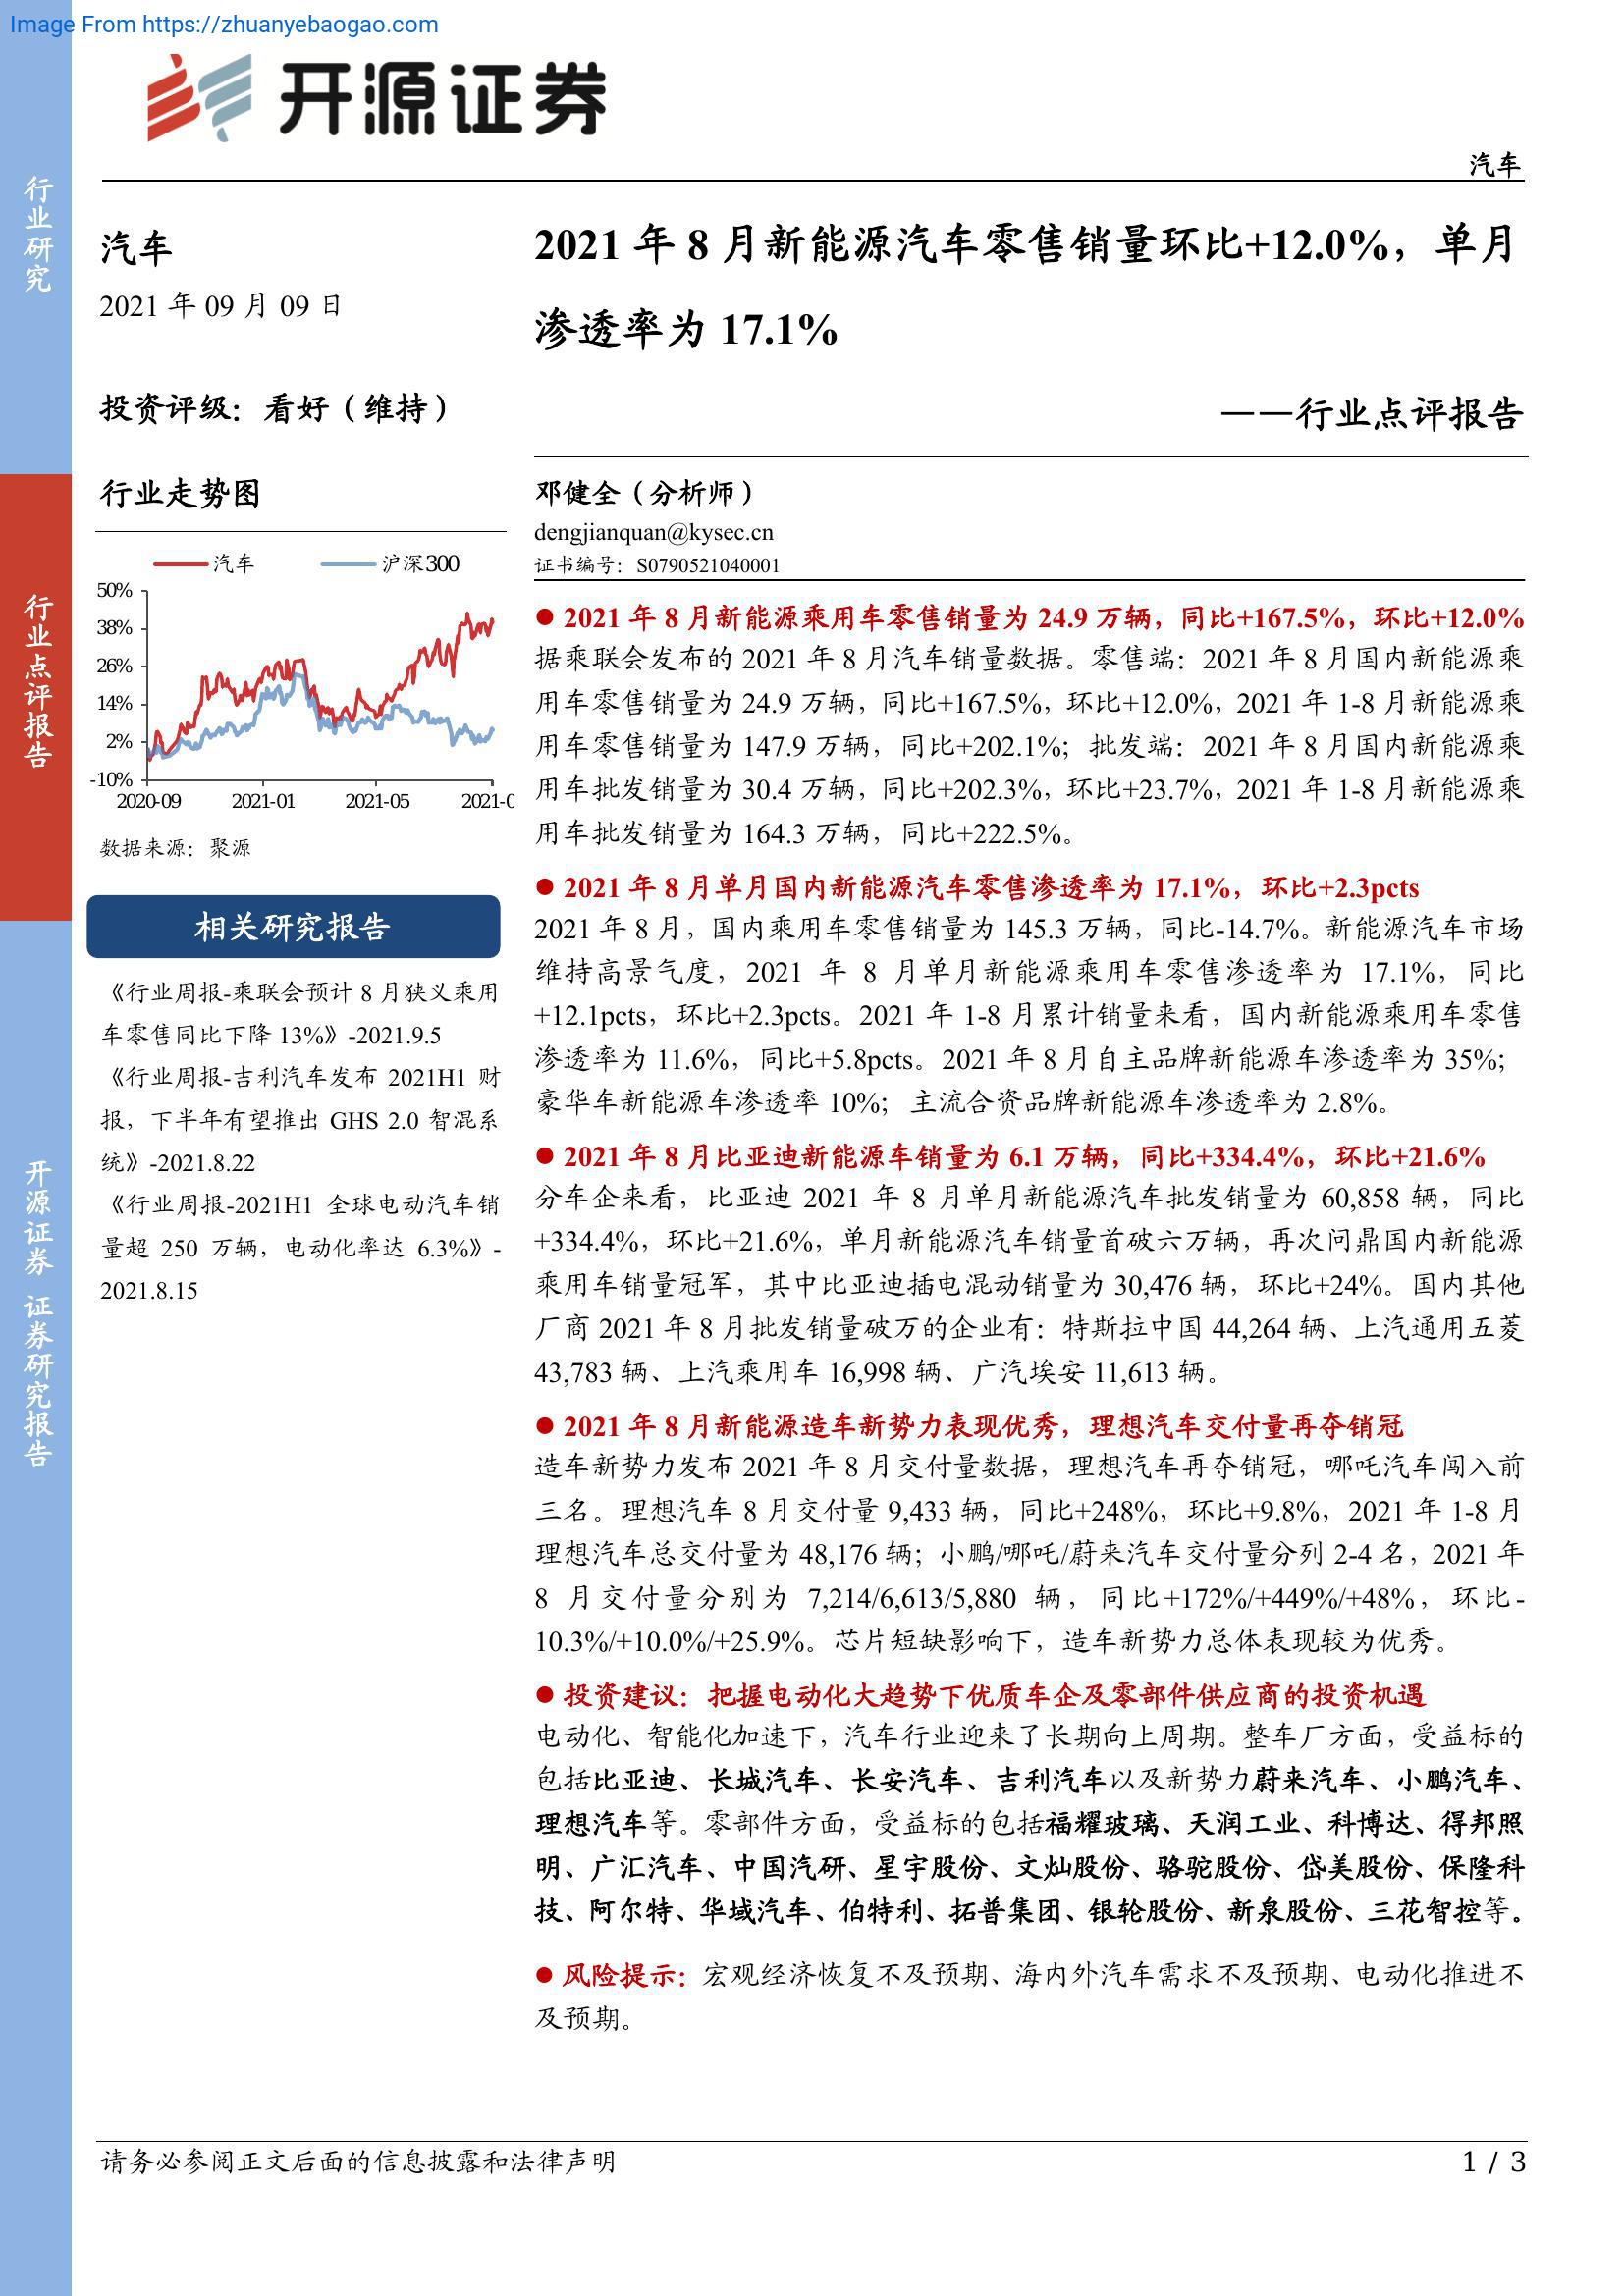 Image From https://zhuanyebaogao.com
开源证券
汽车
行业研究
行业点评报告
开源证券 证券研究报告
汽车
2021 年 09 月 09 日
投资评级：看好（维持）
行业走势图
汽车 沪深300
50%
38%
26%
14%
2%
-10%
2020-09 2021-01 2021-05 2021-0
数据来源：聚源
相关研究报告
《行业周报-乘联会预计 8 月狭义乘用
车零售同比下降 13%》-2021.9.5
《行业周报-吉利汽车发布 2021H1 财
报，下半年有望推出 GHS 2.0 智混系
统》-2021.8.22
《行业周报-2021H1 全球电动汽车销
量超 250 万辆，电动化率达 6.3%》-
2021.8.15
2021 年 8 月新能源汽车零售销量环比+12.0%，单月
渗透率为 17.1%
——行业点评报告
邓健全（分析师）
dengjianquan@kysec.cn
证书编号：S0790521040001
● 2021 年 8 月新能源乘用车零售销量为 24.9 万辆，同比+167.5%，环比+12.0%
据乘联会发布的 2021 年 8 月汽车销量数据。零售端：2021 年 8 月国内新能源乘
用车零售销量为 24.9 万辆，同比+167.5%，环比+12.0%，2021 年 1-8 月新能源乘
用车零售销量为 147.9 万辆，同比+202.1%；批发端：2021 年 8 月国内新能源乘
用车批发销量为 30.4 万辆，同比+202.3%，环比+23.7%，2021 年 1-8 月新能源乘
用车批发销量为 164.3 万辆，同比+222.5%。
● 2021 年 8 月单月国内新能源汽车零售渗透率为 17.1%，环比+2.3pcts
2021 年 8 月，国内乘用车零售销量为 145.3 万辆，同比-14.7%。新能源汽车市场
维持高景气度，2021 年 8 月单月新能源乘用车零售渗透率为 17.1%，同比
+12.1pcts，环比+2.3pcts。2021 年 1-8 月累计销量来看，国内新能源乘用车零售
渗透率为 11.6%，同比+5.8pcts。2021 年 8 月自主品牌新能源车渗透率为 35%；
豪华车新能源车渗透率 10%；主流合资品牌新能源车渗透率为 2.8%。
● 2021 年 8 月比亚迪新能源车销量为 6.1 万辆，同比+334.4%，环比+21.6%
分车企来看，比亚迪 2021 年 8 月单月新能源汽车批发销量为 60,858 辆，同比
+334.4%，环比+21.6%，单月新能源汽车销量首破六万辆，再次问鼎国内新能源
乘用车销量冠军，其中比亚迪插电混动销量为 30,476 辆，环比+24%。国内其他
厂商 2021 年 8 月批发销量破万的企业有：特斯拉中国 44,264 辆、上汽通用五菱
43,783 辆、上汽乘用车 16,998 辆、广汽埃安 11,613 辆。
● 2021 年 8 月新能源造车新势力表现优秀，理想汽车交付量再夺销冠
造车新势力发布 2021 年 8 月交付量数据，理想汽车再夺销冠，哪吒汽车闯入前
三名。理想汽车 8 月交付量 9,433 辆，同比+248%，环比+9.8%，2021 年 1-8 月
理想汽车总交付量为 48,176 辆；小鹏/哪吒/蔚来汽车交付量分列 2-4 名，2021 年
8 月交付量分别为 7,214/6,613/5,880 辆，同比+172%/+449%/+48%，环比-
10.3%/+10.0%/+25.9%。芯片短缺影响下，造车新势力总体表现较为优秀。
● 投资建议：把握电动化大趋势下优质车企及零部件供应商的投资机遇
电动化、智能化加速下，汽车行业迎来了长期向上周期。整车厂方面，受益标的
包括比亚迪、长城汽车、长安汽车、吉利汽车以及新势力蔚来汽车、小鹏汽车、
理想汽车等。零部件方面，受益标的包括福耀玻璃、天润工业、科博达、得邦照
明、广汇汽车、中国汽研、星宇股份、文灿股份、骆驼股份、岱美股份、保隆科
技、阿尔特、华域汽车、伯特利、拓普集团、银轮股份、新泉股份、三花智控等。
● 风险提示：宏观经济恢复不及预期、海内外汽车需求不及预期、电动化推进不
及预期。
请务必参阅正文后面的信息披露和法律声明
1 / 3